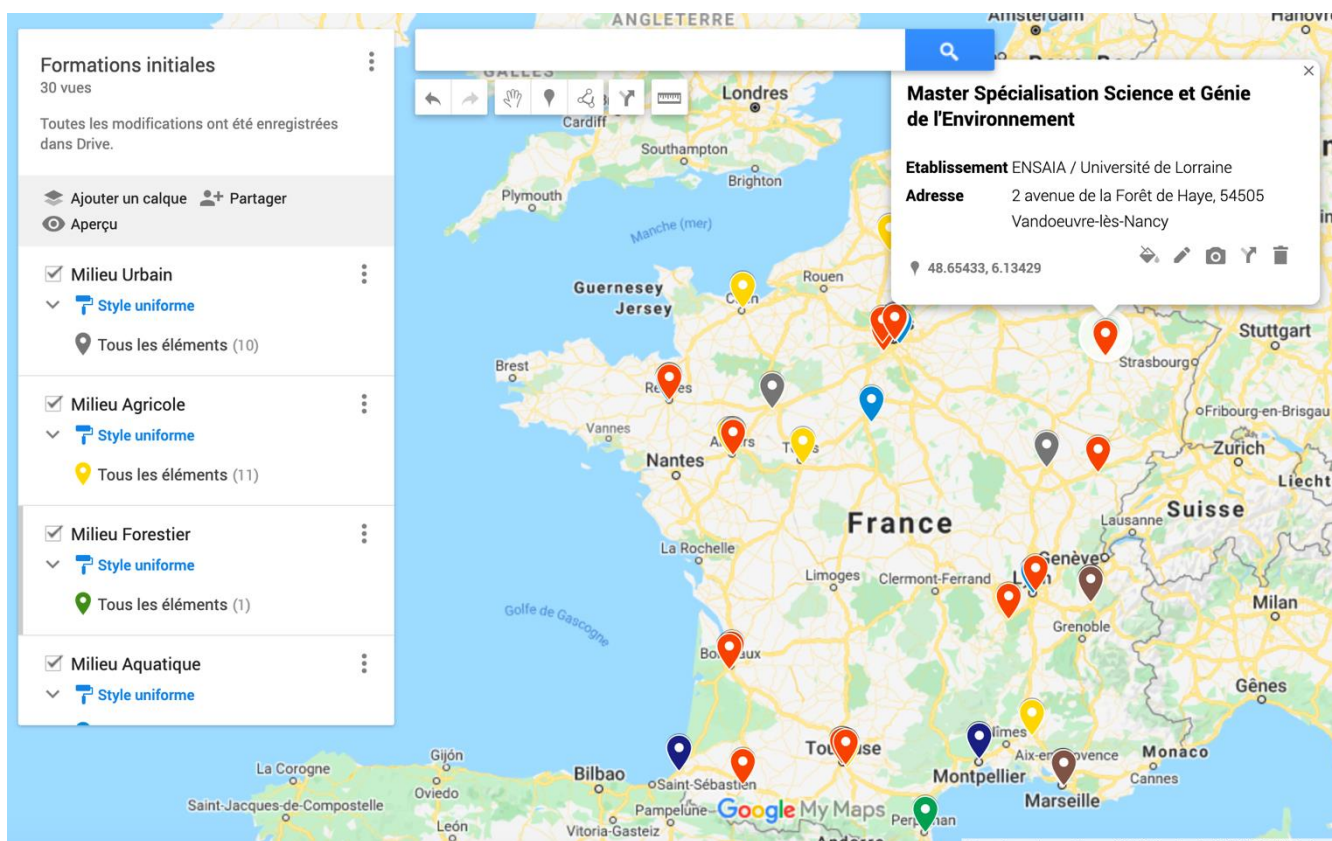 Formations initiales
30 vues
Toutes les modifications ont été enregistrées
dans Drive.
Ajouter un calque
Partager
Aperçu
Milieu Urbain
Style uniforme
Tous les éléments (10)
Milieu Agricole
Style uniforme
Tous les éléments (11)
Milieu Forestier
Style uniforme
Tous les éléments (1)
Milieu Aquatique
Style uniforme
Master Spécialisation Science et Génie
de l'Environnement
Etablissement ENSAIA / Université de Lorraine
Adresse 2 avenue de la Forêt de Haye, 54505
Vandoeuvre-lès-Nancy
48.65433, 6.13429
ANGLETERRE
Amsterdam
GALLES
Londres
Cardiff
Southampton
Brighton
Plymouth
Manche (mer)
Guernesey
Jersey
Rouen
Stuttgart
Strasbourg
Brest
Fribourg-en-Brisgau
Vannes
Nantes
Zurich
Liecht
France
Suisse
Lausanne
La Rochelle
Genève
Limoges
Clermont-Ferrand
Milan
Golfe de Gascogne
Grenoble
Gênes
Gijón
La Corogne
Oviedo
Bilbao
Saint-Sébastien
Montpellier
Monaco
Cannes
Marseille
Saint-Jacques-de-Compostelle
León
Pampelune
Vitoria-Gasteiz
Google My Maps